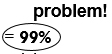 problem!
= 99%